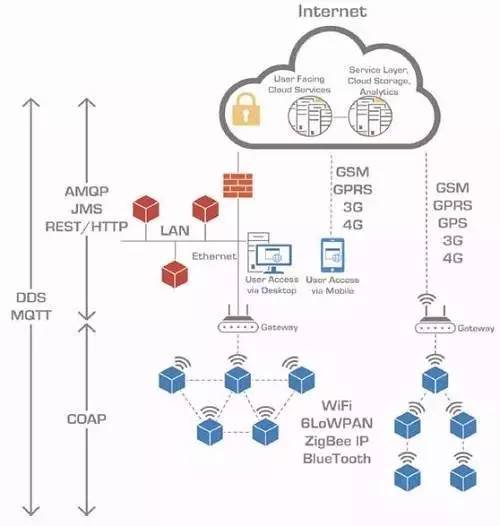 Internet
User Facing
Cloud Services
Service Layer,
Cloud Storage,
Analytics
AMQP
JMS
REST/HTTP
LAN
Ethernet
User Access
via Desktop
GSM
GPRS
3G
4G
User Access
via Mobile
GSM
GPRS
GPS
3G
4G
DDS
MQTT
Gateway
Gateway
COAP
WiFi
6LoWPAN
ZigBee IP
BlueTooth